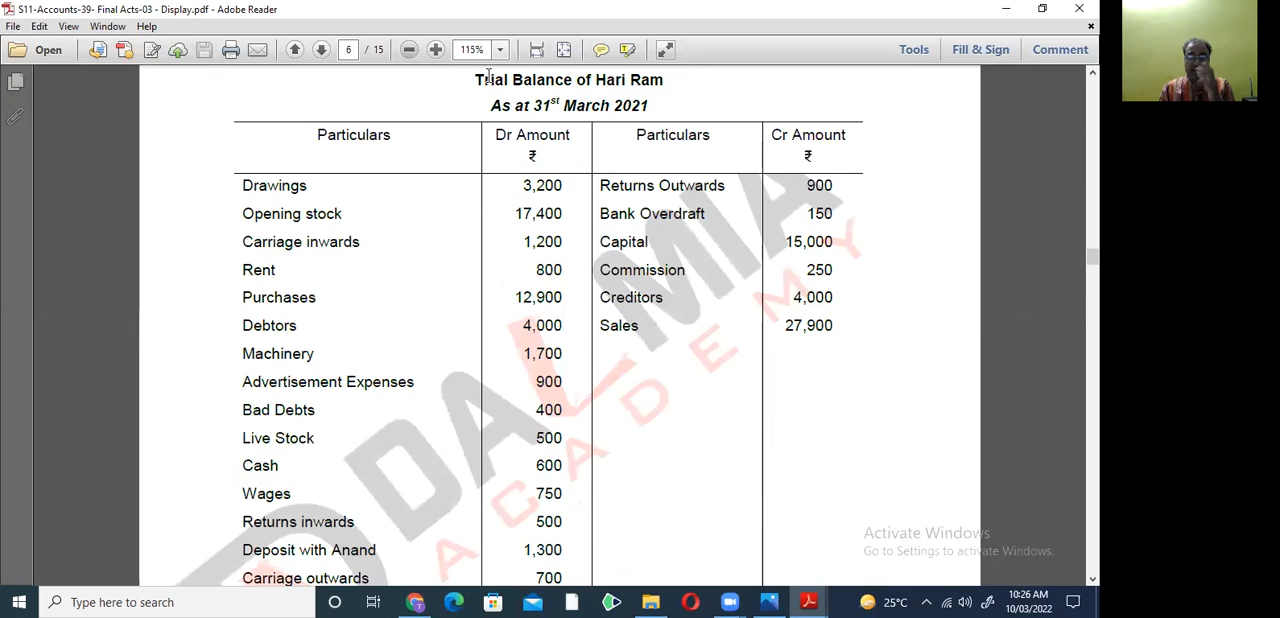 S11-Accounts-39- Final Acts-03 - Display.pdf - Adobe Reader
File Edit View Window Help
Open 6 / 15 115% Tools Fill & Sign Comment
Trial Balance of Hari Ram
As at 31st March 2021
Particulars Dr Amount Particulars Cr Amount
₹ ₹
Drawings 3,200 Returns Outwards 900
Opening stock 17,400 Bank Overdraft 150
Carriage inwards 1,200 Capital 15,000
Rent 800 Commission 250
Purchases 12,900 Creditors 4,000
Debtors 4,000 Sales 27,900
Machinery 1,700
Advertisement Expenses 900
Bad Debts 400
Live Stock 500
Cash 600
Wages 750
Returns inwards 500
Deposit with Anand 1,300
Carriage outwards 700
DALMIA
ACADEMY
Activate Windows
Go to Settings to activate Windows.
Type here to search
25°C
10:26 AM
10/03/2022